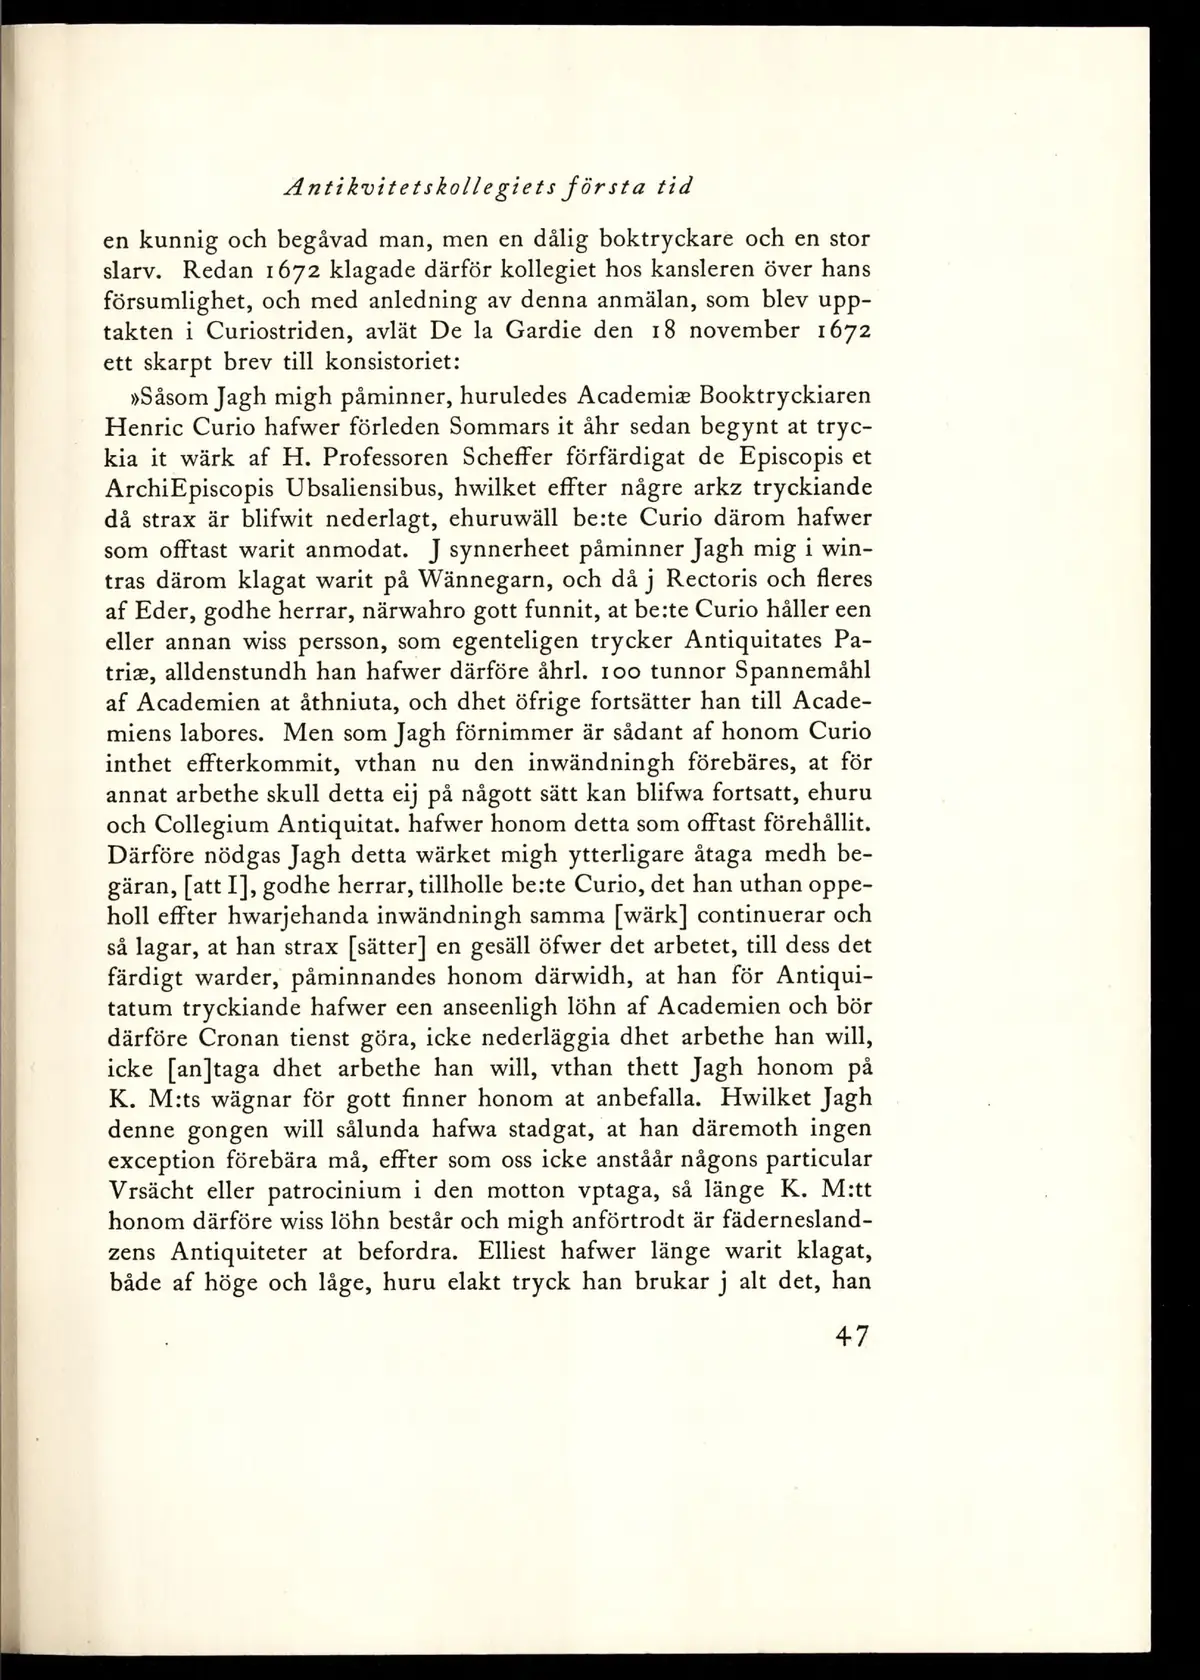 Antikvitetskollegiets första tid
en kunnig och begåvad man, men en dålig boktryckare och en stor
slarv. Redan 1672 klagade därför kollegiet hos kansleren över hans
försumlighet, och med anledning av denna anmälan, som blev upp-
takten i Curiostriden, avlät De la Gardie den 18 november 1672
ett skarpt brev till konsistoriet:
»Såsom Jagh migh påminner, huruledes Academiæ Booktryckiaren
Henric Curio hafwer förleden Sommars it åhr sedan begynt at tryc-
kia it wärk af H. Professoren Scheffer förfärdigat de Episcopis et
ArchiEpiscopis Ubsaliensibus, hwilket effter någre arkz tryckiande
då strax är blifwit nederlagt, ehuruwäll be:te Curio därom hafwer
som offtast warit anmodat. J synnerheet påminner Jagh mig i win-
tras därom klagat warit på Wännegarn, och då j Rectoris och fleres
af Eder, godhe herrar, närwahro gott funnit, at be:te Curio håller een
eller annan wiss persson, som egenteligen trycker Antiquitates Pa-
triæ, alldenstundh han hafwer därföre åhrl. 100 tunnor Spannemåhl
af Academien at åthniuta, och dhet öfrige fortsätter han till Acade-
miens labores. Men som Jagh förnimmer är sådant af honom Curio
inthet effterkommit, vthan nu den inwändningh förebäres, at för
annat arbethe skull detta eij på någott sätt kan blifwa fortsatt, ehuru
och Collegium Antiquitat. hafwer honom detta som offtast förehållit.
Därföre nödgas Jagh detta wärket migh ytterligare åtaga medh be-
gäran, [att I], godhe herrar, tillholle be:te Curio, det han uthan oppe-
holl effter hwarjehanda inwändningh samma [wärk] continuerar och
så lagar, at han strax [sätter] en gesäll öfwer det arbetet, till dess det
färdigt warder, påminnandes honom därwidh, at han för Antiqui-
tatum tryckiande hafwer een anseenligh löhn af Academien och bör
därföre Cronan tienst göra, icke nederläggia dhet arbethe han will,
icke [an]taga dhet arbethe han will, vthan thett Jagh honom på
K. M:ts wägnar för gott finner honom at anbefalla. Hwilket Jagh
denne gongen will sålunda hafwa stadgat, at han däremoth ingen
exception förebära må, effter som oss icke anstáår någons particular
Vrsächt eller patrocinium i den motton vptaga, så länge K. M:tt
honom därföre wiss löhn består och migh anförtrodt är fädernesland-
zens Antiquiteter at befordra. Elliest hafwer länge warit klagat,
både af höge och låge, huru elakt tryck han brukar j alt det, han
47